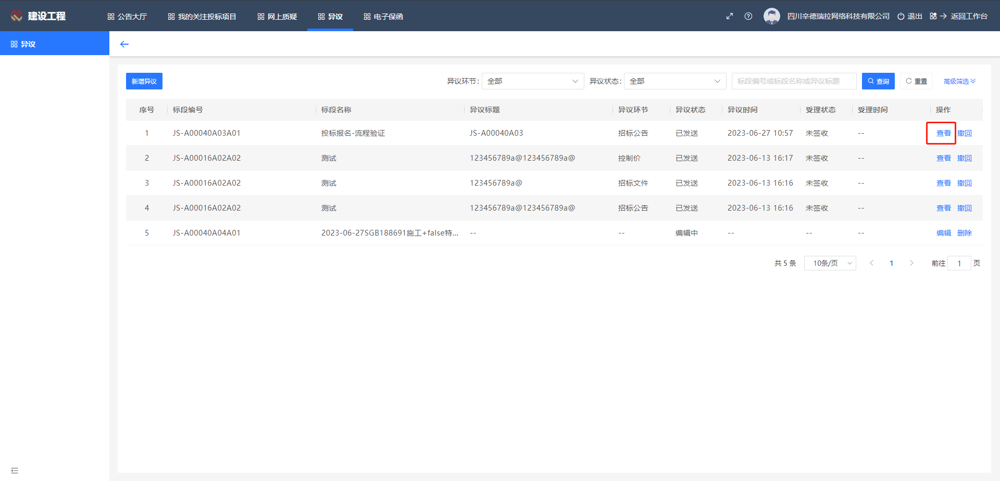 建设工程 公告大厅 我的关注投标项目 网上质疑 异议 电子保函 四川辛德瑞拉网络科技有限公司 退出 返回工作台
异议
新增异议 异议环节: 全部 异议状态: 全部 标段编号或标段名称或异议标题 查询 重置 高级筛选
序号 标段编号 标段名称 异议标题 异议环节 异议状态 异议时间 受理状态 受理时间 操作
1 JS-A00040A03A01 投标报名-流程验证 JS-A00040A03 招标公告 已发送 2023-06-27 10:57 未签收 -- 查看 撤回
2 JS-A00016A02A02 测试 123456789a@123456789a@ 控制价 已发送 2023-06-13 16:17 未签收 -- 查看 撤回
3 JS-A00016A02A02 测试 123456789a@ 招标文件 已发送 2023-06-13 16:16 未签收 -- 查看 撤回
4 JS-A00016A02A02 测试 123456789a@123456789a@ 招标公告 已发送 2023-06-13 16:16 未签收 -- 查看 撤回
5 JS-A00040A04A01 2023-06-27SGB188691施工+false特... -- -- 编辑中 -- -- -- 编辑 删除
共 5 条 10条/页 1 前往 1 页